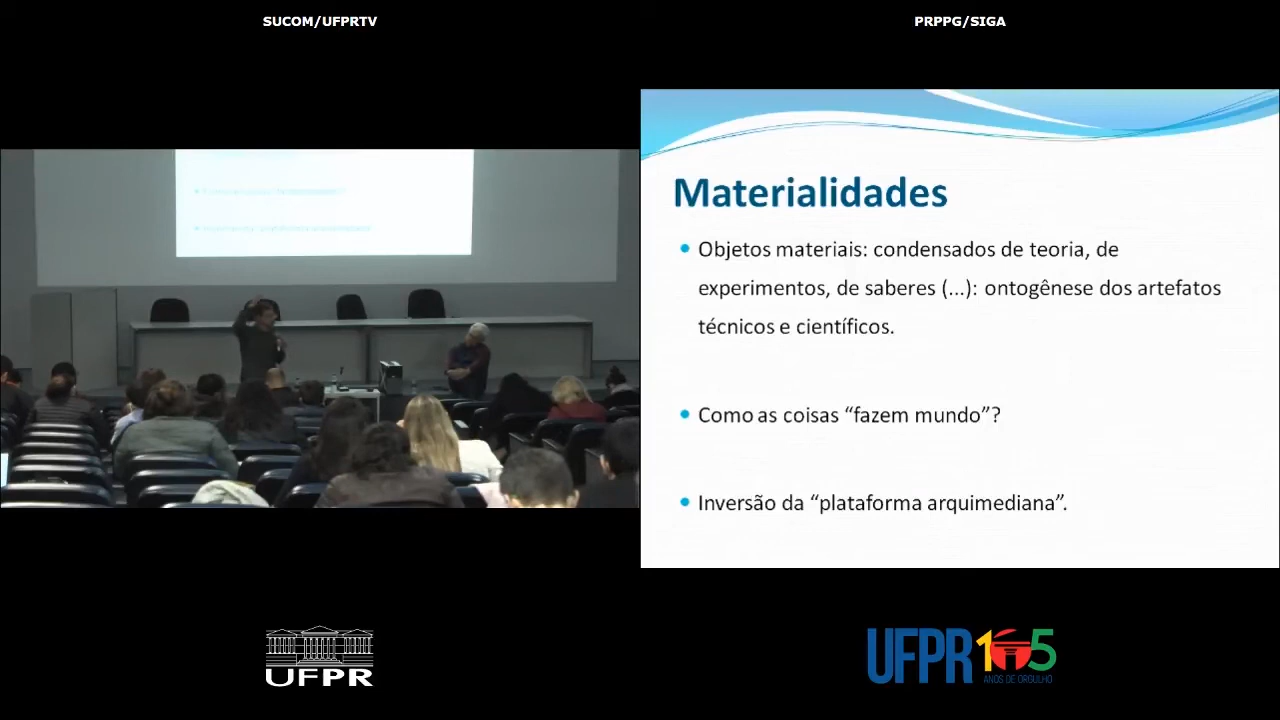 SUCOM/UFPRTV
PRPPG/SIGA
Materialidades
• Objetos materiais: condensados de teoria, de
experimentos, de saberes (...): ontogênese dos artefatos
técnicos e científicos.
• Como as coisas “fazem mundo”?
• Inversão da “plataforma arquimediana”.
UFPR
UFPR 105
ANOS DE ORGULHO